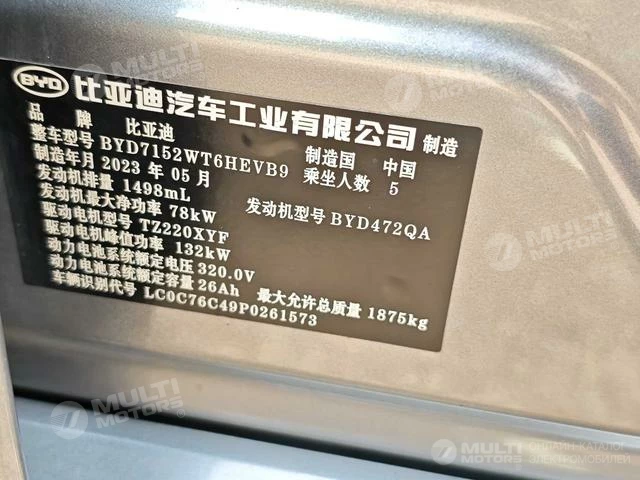 BYD 比亚迪汽车工业有限公司 制造
品牌 比亚迪
整车型号 BYD7152WT6HEVB9 制造国 中国
制造年月 2023 年 05 月 乘坐人数 5
发动机排量 1498mL
发动机最大净功率 78kW 发动机型号 BYD472QA
驱动电机型号 TZ220XYF
驱动电机峰值功率 132kW
动力电池系统额定电压 320.0V
动力电池系统额定容量 26Ah 最大允许总质量 1875kg
车辆识别代号 LC0C76C49P0261573
MULTI MOTORS
MULTI MOTORS
MULTI MOTORS
MULTI MOTORS
MULTI MOTORS ОНЛАЙН-КАТАЛОГ ЭЛЕКТРОМОБИЛЕЙ